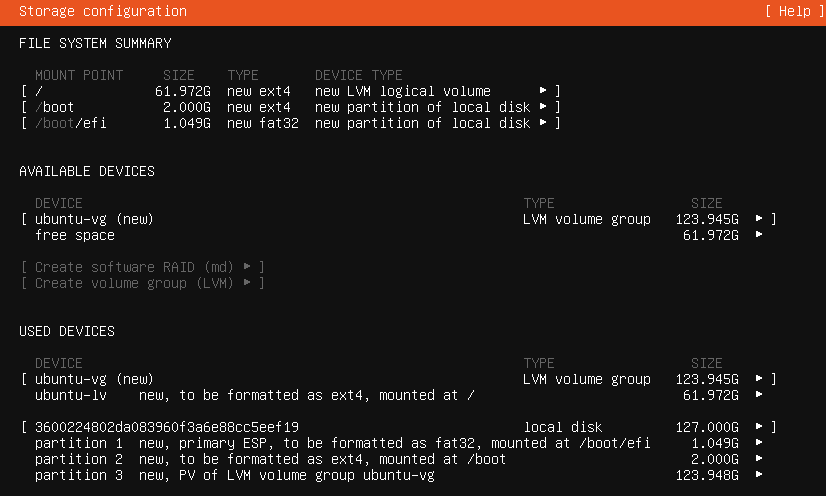 Storage configuration [ Help ]
FILE SYSTEM SUMMARY
MOUNT POINT SIZE TYPE DEVICE TYPE
[ / 61.972G new ext4 new LVM logical volume ▸ ]
[ /boot 2.000G new ext4 new partition of local disk ▸ ]
[ /boot/efi 1.049G new fat32 new partition of local disk ▸ ]
AVAILABLE DEVICES
DEVICE TYPE SIZE
[ ubuntu-vg (new) LVM volume group 123.945G ▸ ]
free space 61.972G ▸
[ Create software RAID (md) ▸ ]
[ Create volume group (LVM) ▸ ]
USED DEVICES
DEVICE TYPE SIZE
[ ubuntu-vg (new) LVM volume group 123.945G ▸ ]
ubuntu-lv new, to be formatted as ext4, mounted at / 61.972G ▸
[ 3600224802da083960f3a6e88cc5eef19 local disk 127.000G ▸ ]
partition 1 new, primary ESP, to be formatted as fat32, mounted at /boot/efi 1.049G ▸
partition 2 new, to be formatted as ext4, mounted at /boot 2.000G ▸
partition 3 new, PV of LVM volume group ubuntu-vg 123.948G ▸